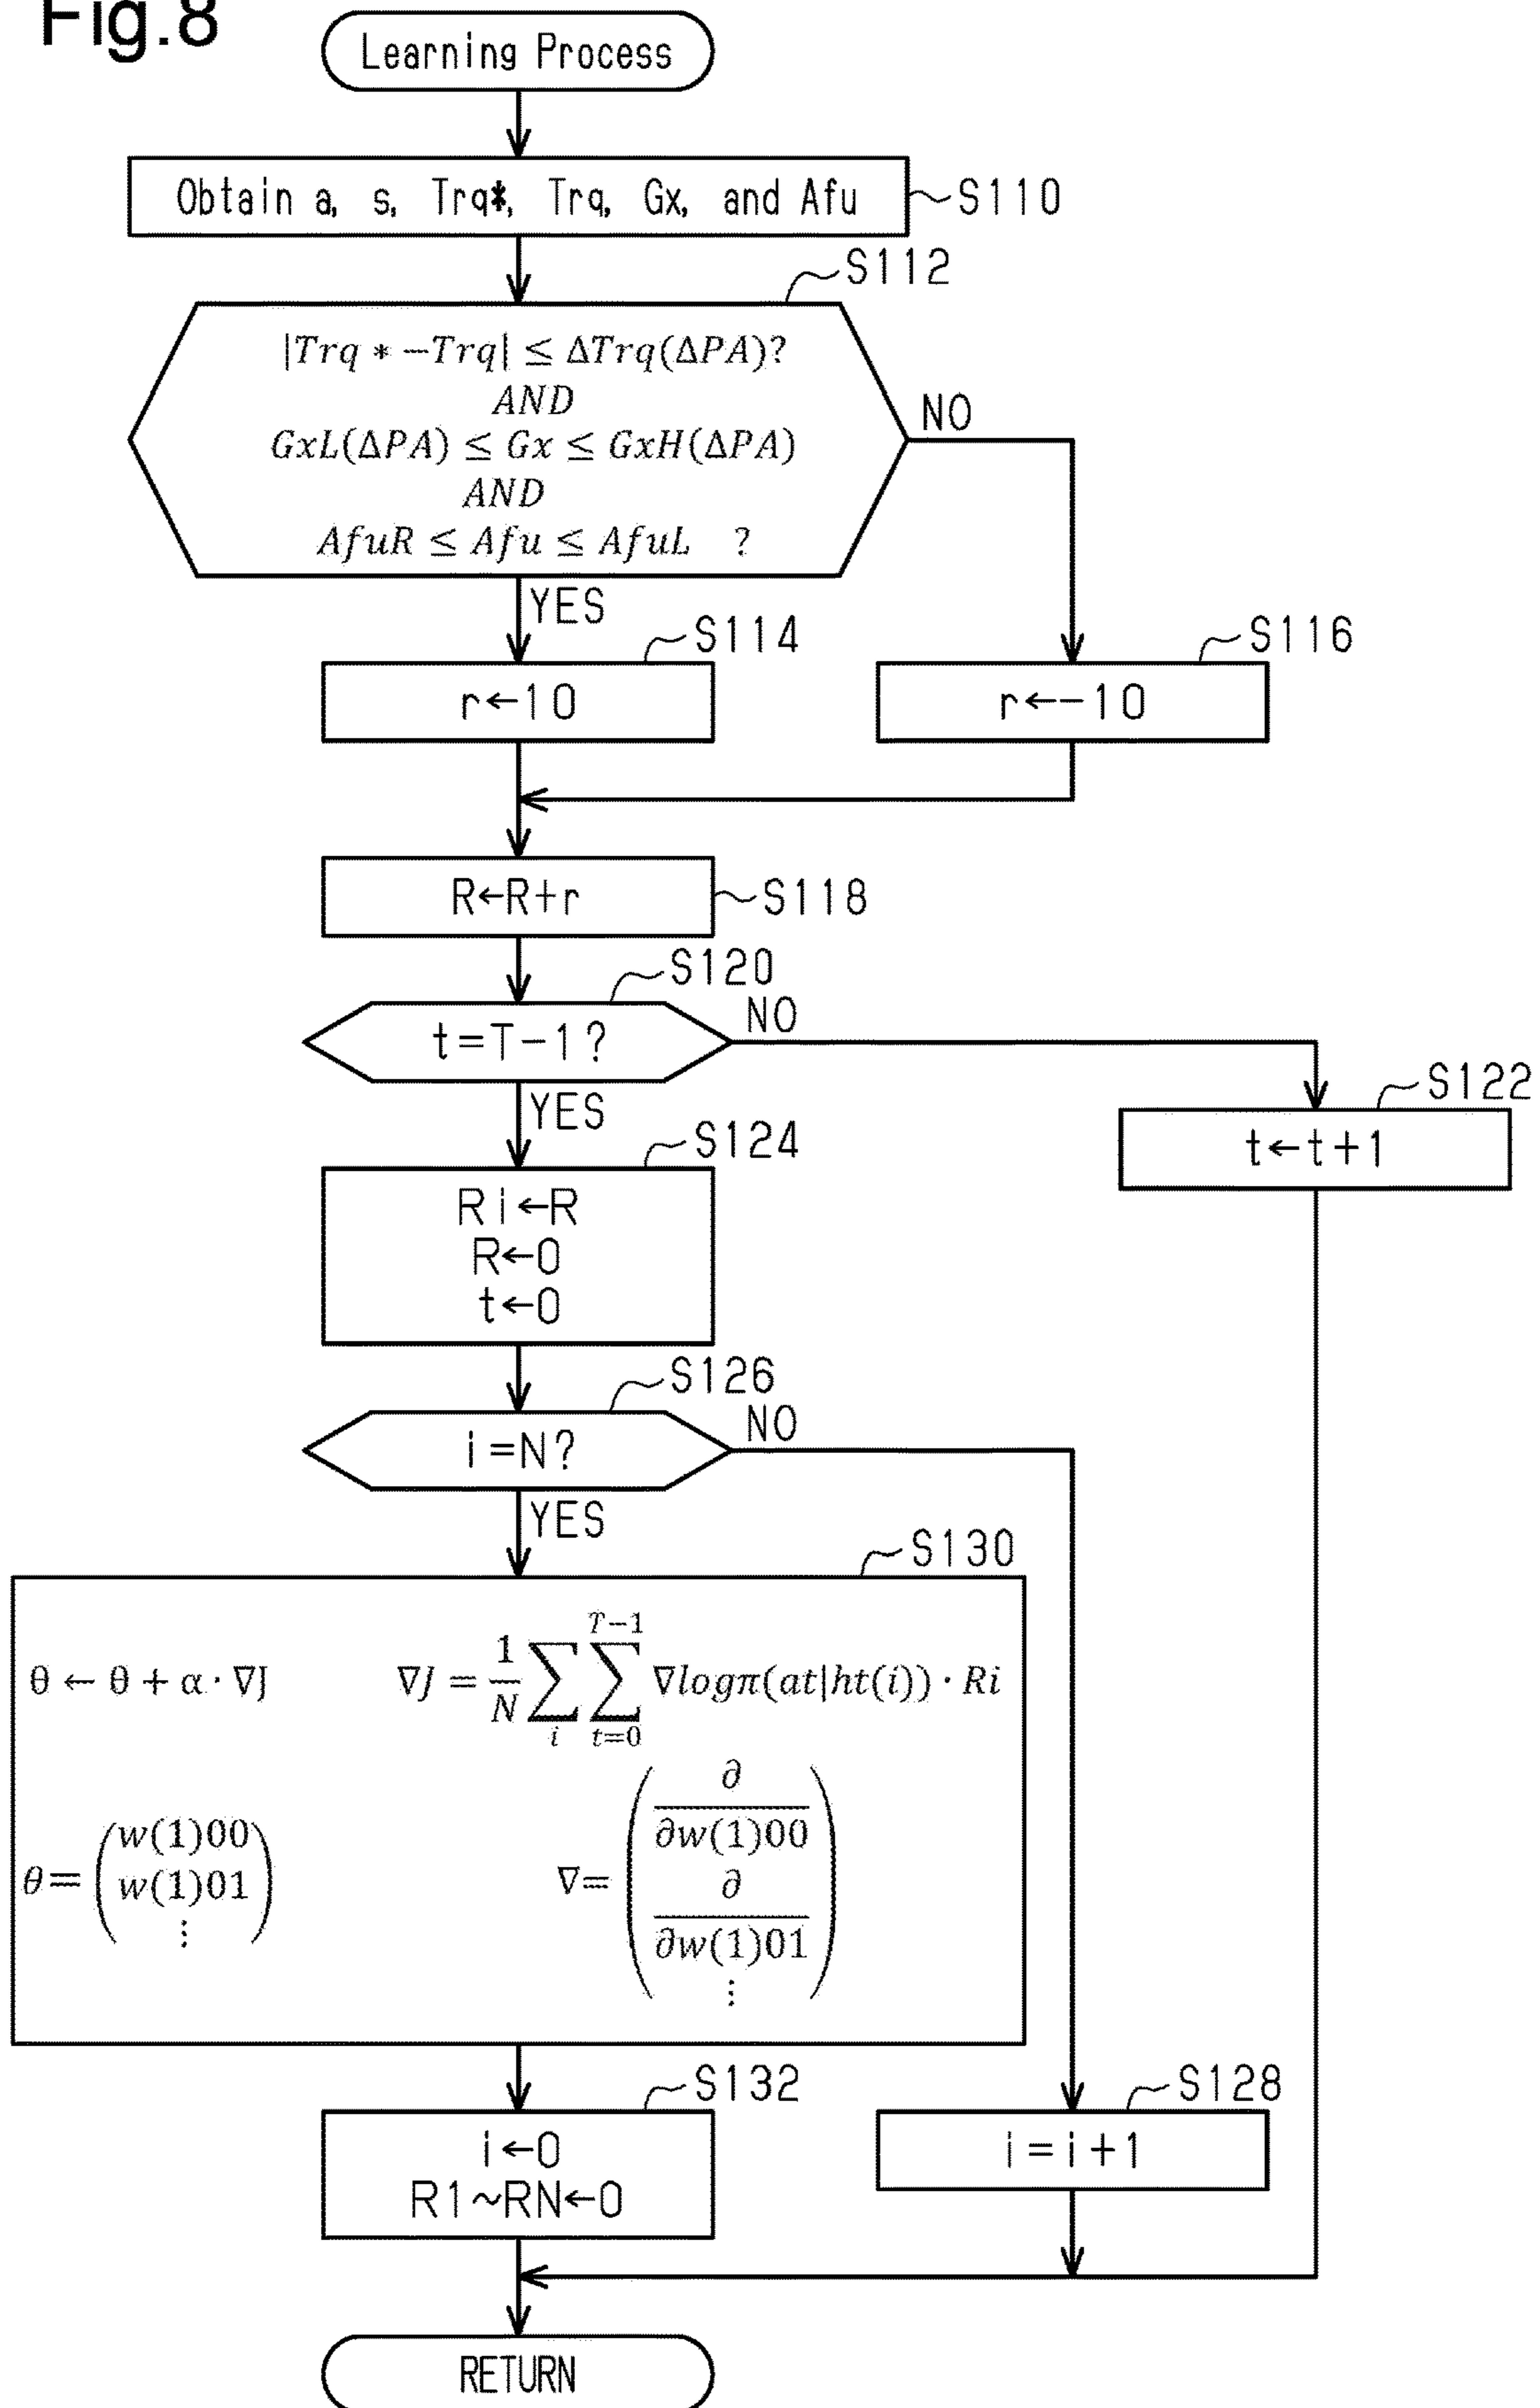 Fig.8
Learning Process
Obtain a, s, Trq*, Trq, Gx, and Afu
S110
S112
|Trq * −Trq| ≤ ΔTrq(ΔPA)?
AND
GxL(ΔPA) ≤ Gx ≤ GxH(ΔPA)
AND
AfuR ≤ Afu ≤ AfuL ?
NO
YES
S114
S116
r←10
r←−10
R←R+r
S118
S120
t=T−1?
NO
YES
S122
t←t+1
S124
Ri←R
R←0
t←0
S126
i=N?
NO
YES
S130
θ ← θ + α · ∇J
∇J = 1/N ∑i ∑t=0 T−1 ∇logπ(at|ht(i)) · Ri
θ= (w(1)00
w(1)01
⋮)
∇= (∂/∂w(1)00
∂/∂w(1)01
⋮)
S132
i←0
R1~RN←0
S128
i=i+1
RETURN